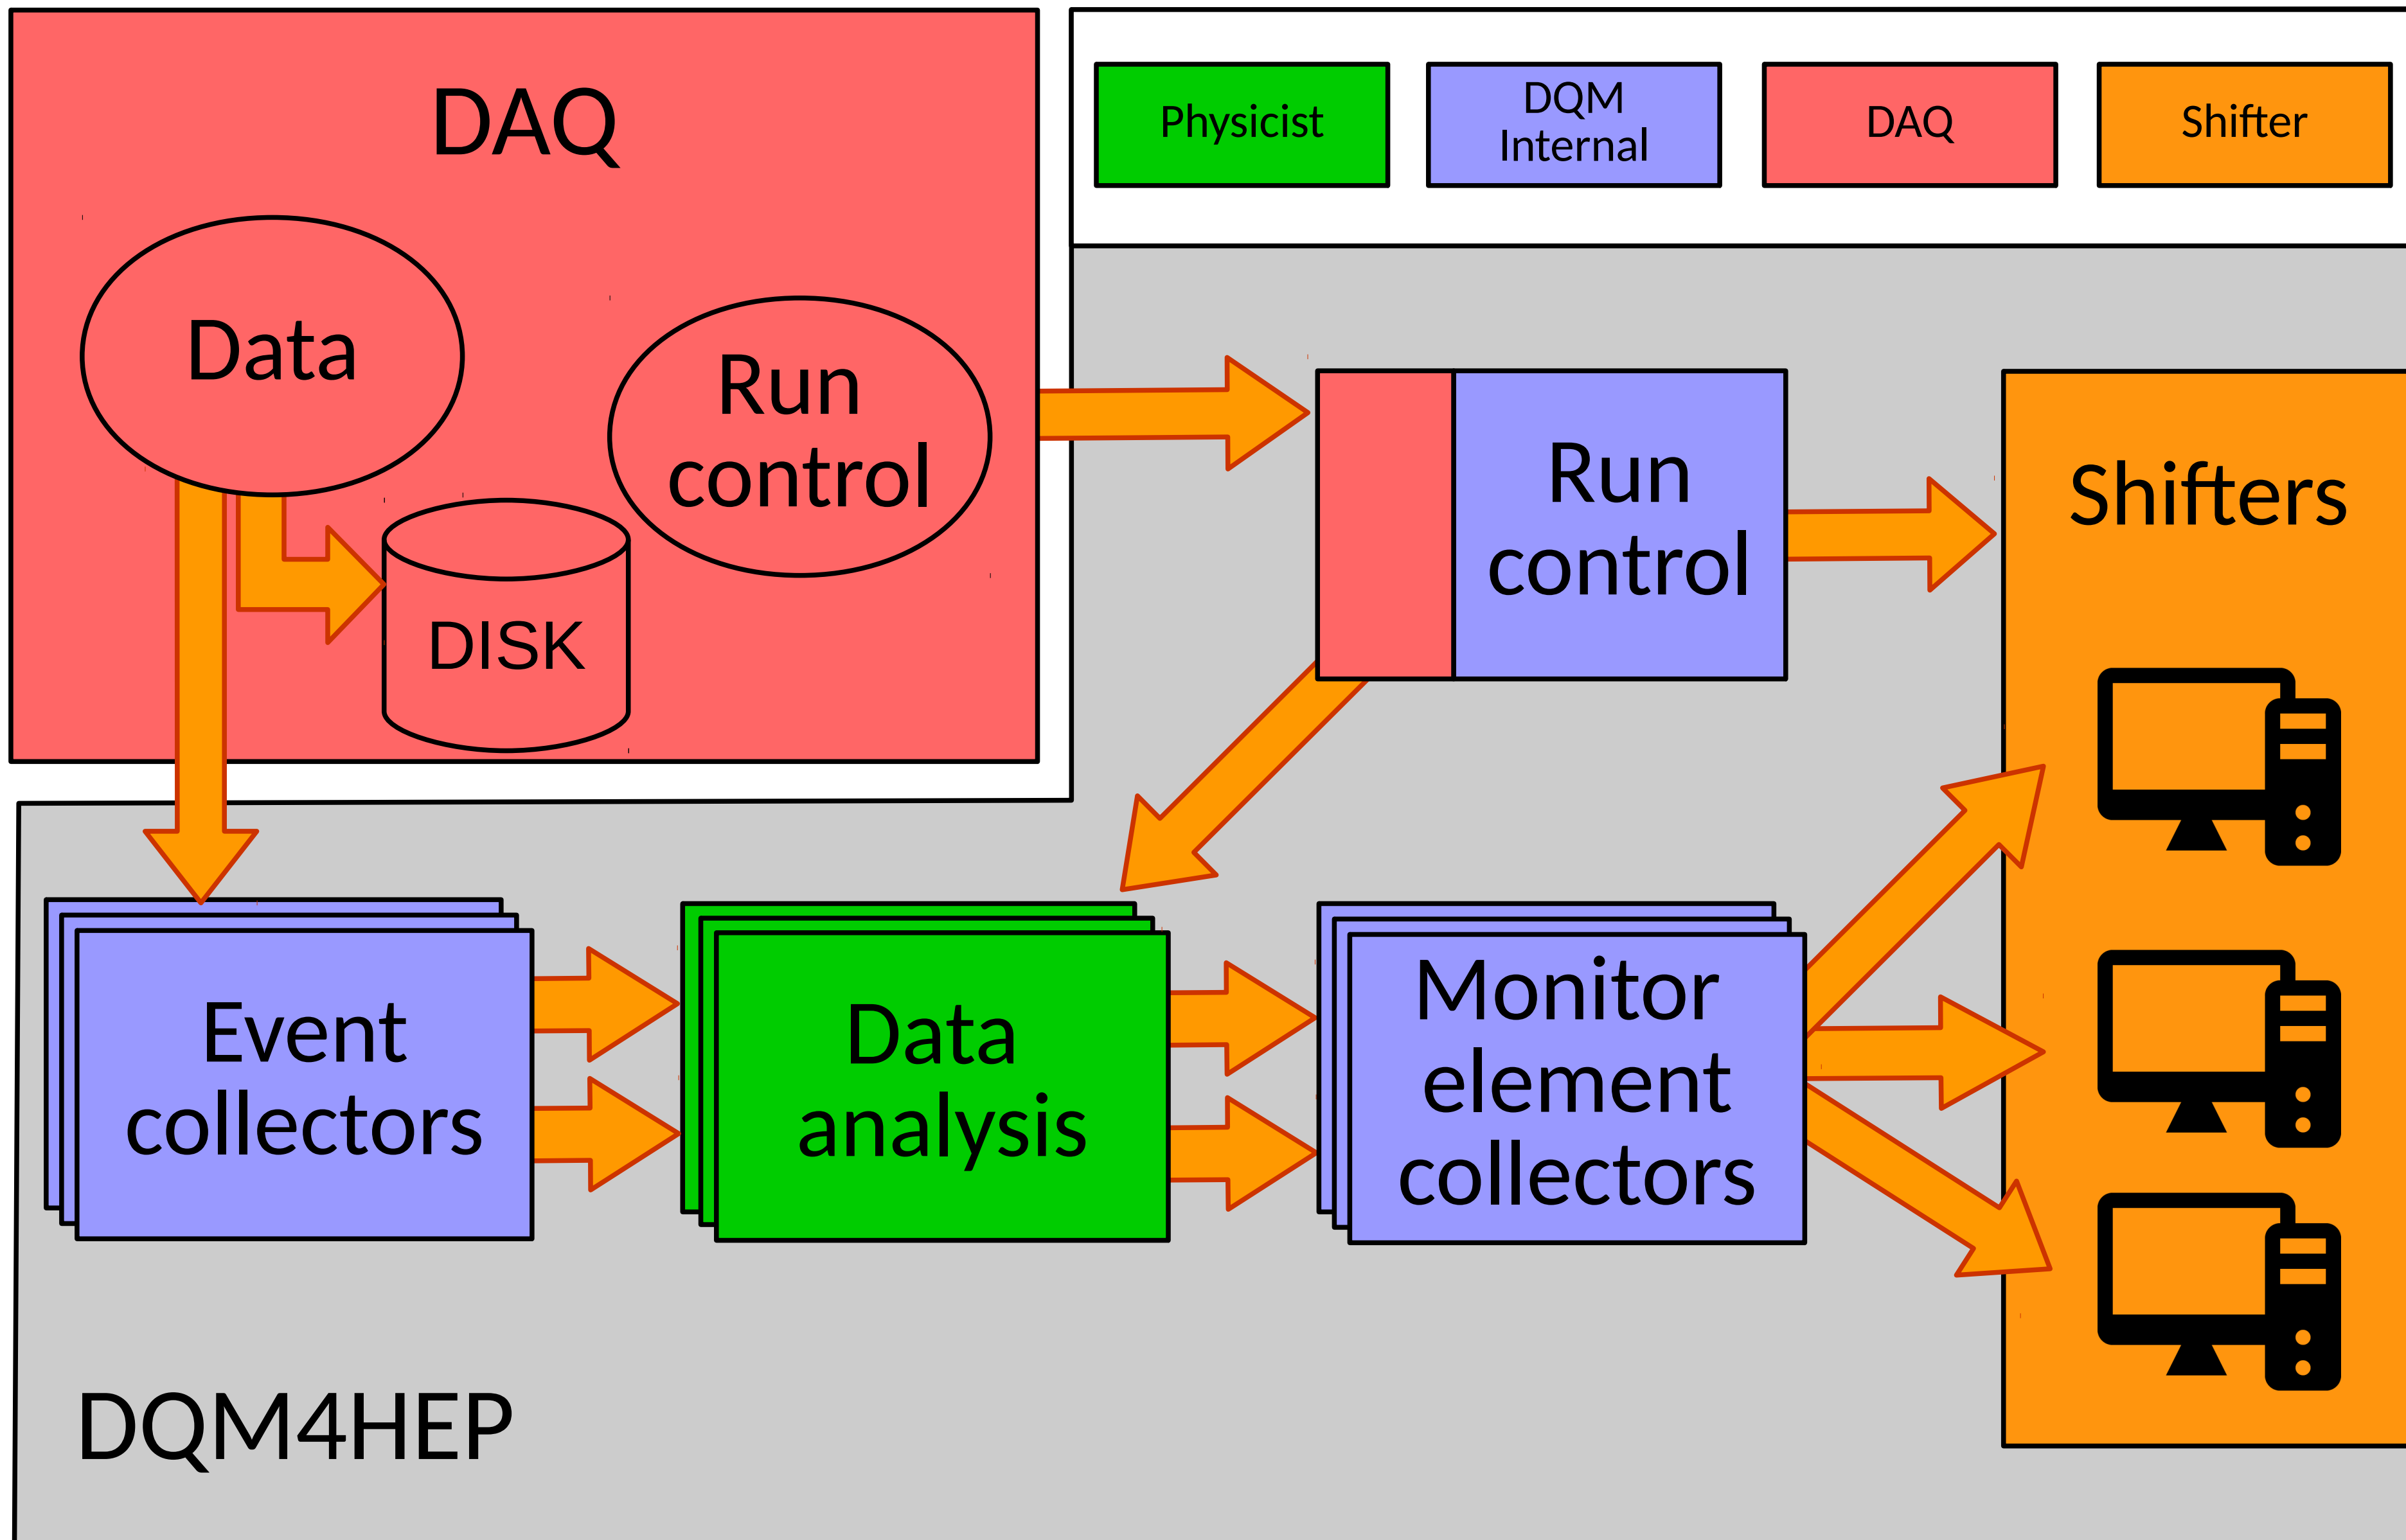 DAQ
Physicist
DQM
Internal
DAQ
Shifter
Data
Run
control
DISK
Run
control
Shifters
Event
collectors
Data
analysis
Monitor
element
collectors
DQM4HEP